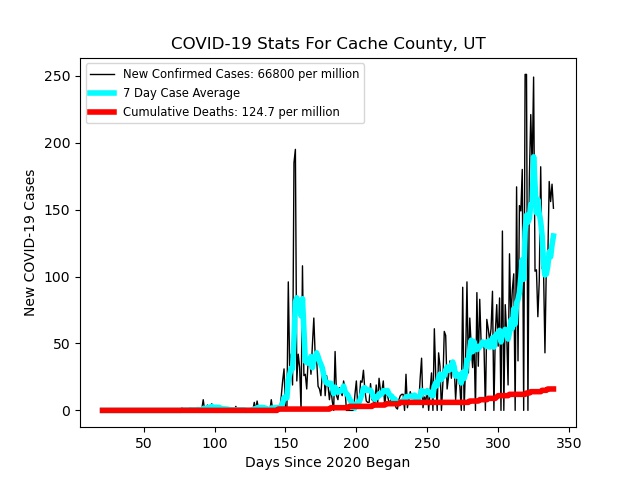 COVID-19 Stats For Cache County, UT
New Confirmed Cases: 66800 per million
7 Day Case Average
Cumulative Deaths: 124.7 per million
New COVID-19 Cases
250
200
150
100
50
0
50 100 150 200 250 300 350
Days Since 2020 Began